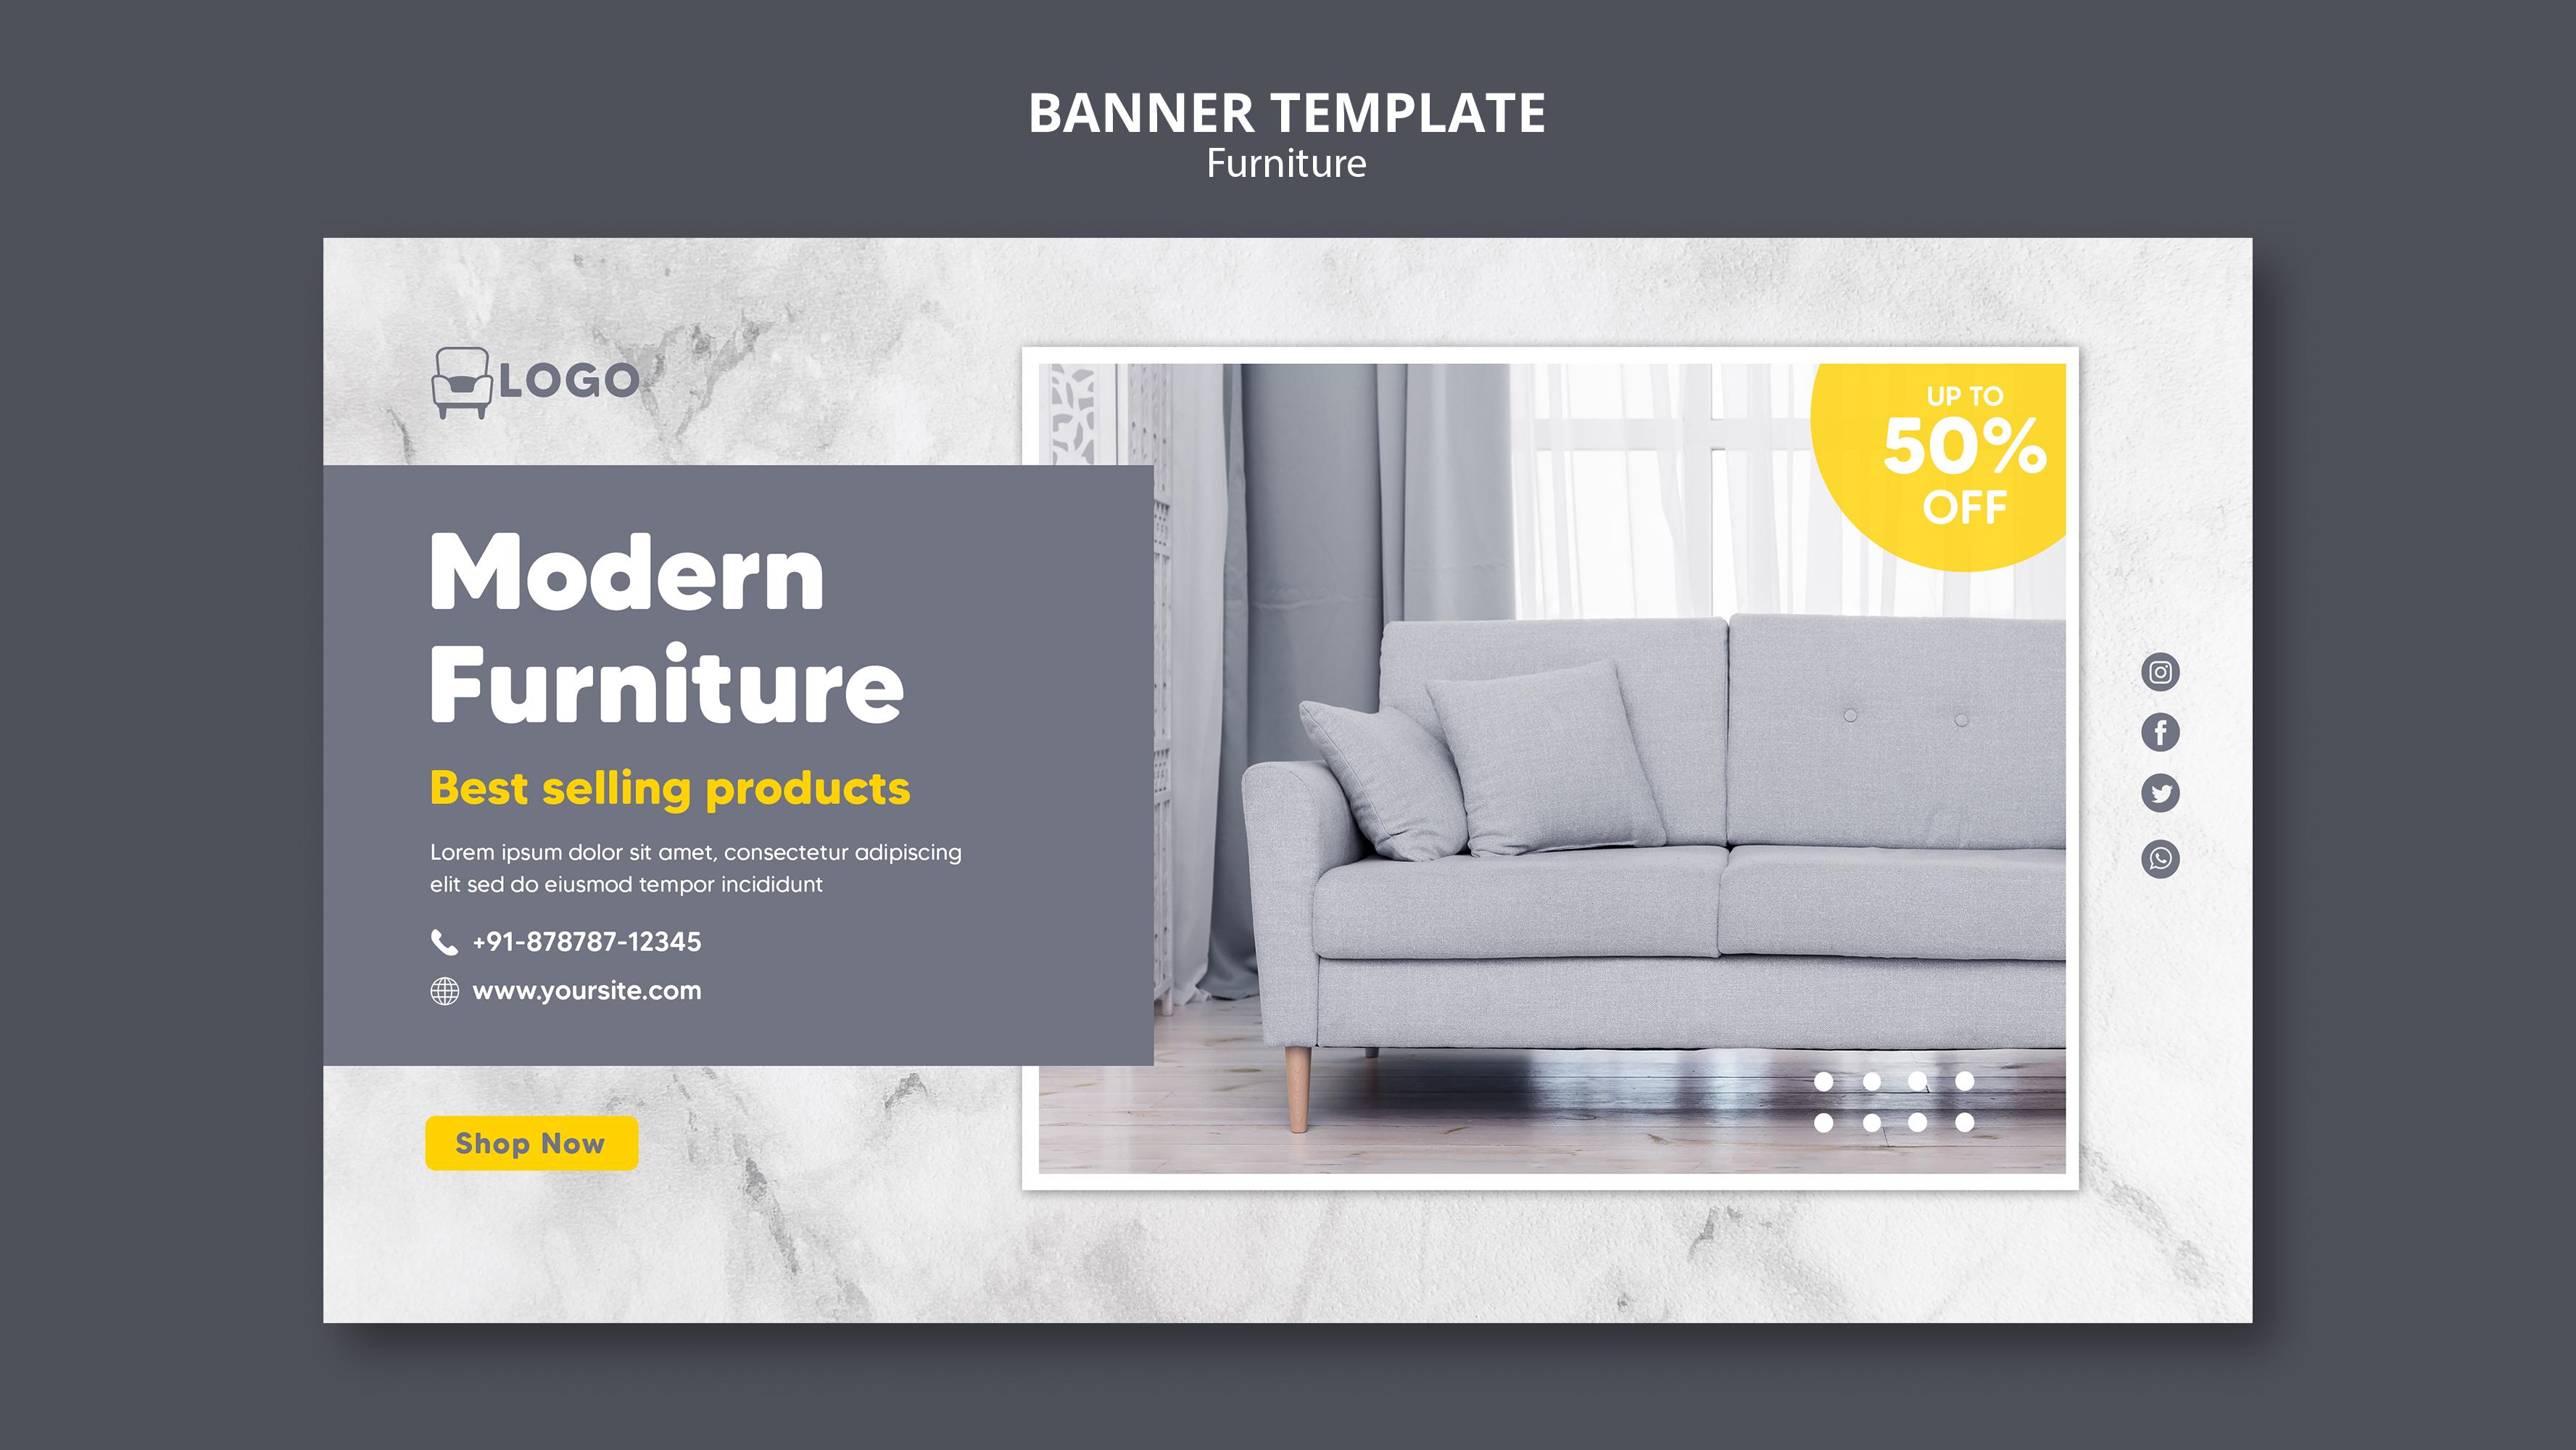 BANNER TEMPLATE
Furniture
LOGO
UP TO
50%
OFF
Modern
Furniture
Best selling products
Lorem ipsum dolor sit amet, consectetur adipiscing
elit sed do eiusmod tempor incididunt
+91-878787-12345
www.yoursite.com
Shop Now